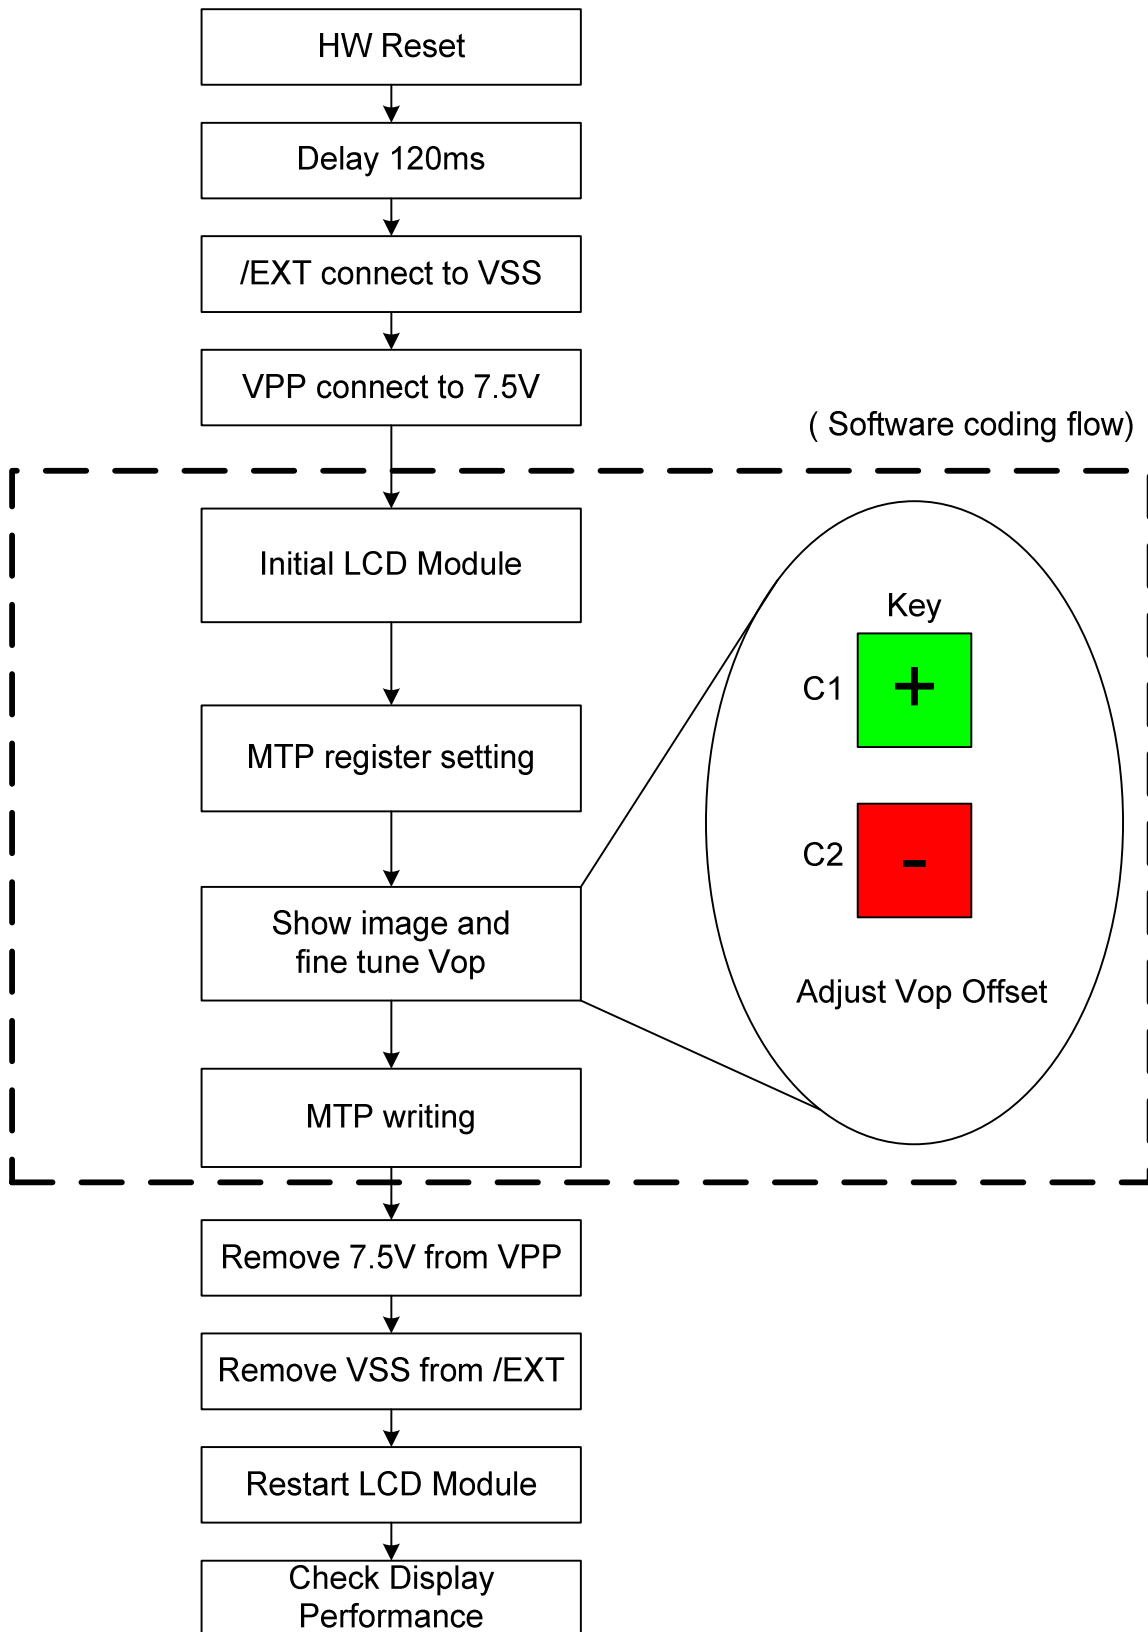 HW Reset
Delay 120ms
/EXT connect to VSS
VPP connect to 7.5V
( Software coding flow)
Initial LCD Module
MTP register setting
Show image and
fine tune Vop
Key
C1
+
C2
-
Adjust Vop Offset
MTP writing
Remove 7.5V from VPP
Remove VSS from /EXT
Restart LCD Module
Check Display
Performance